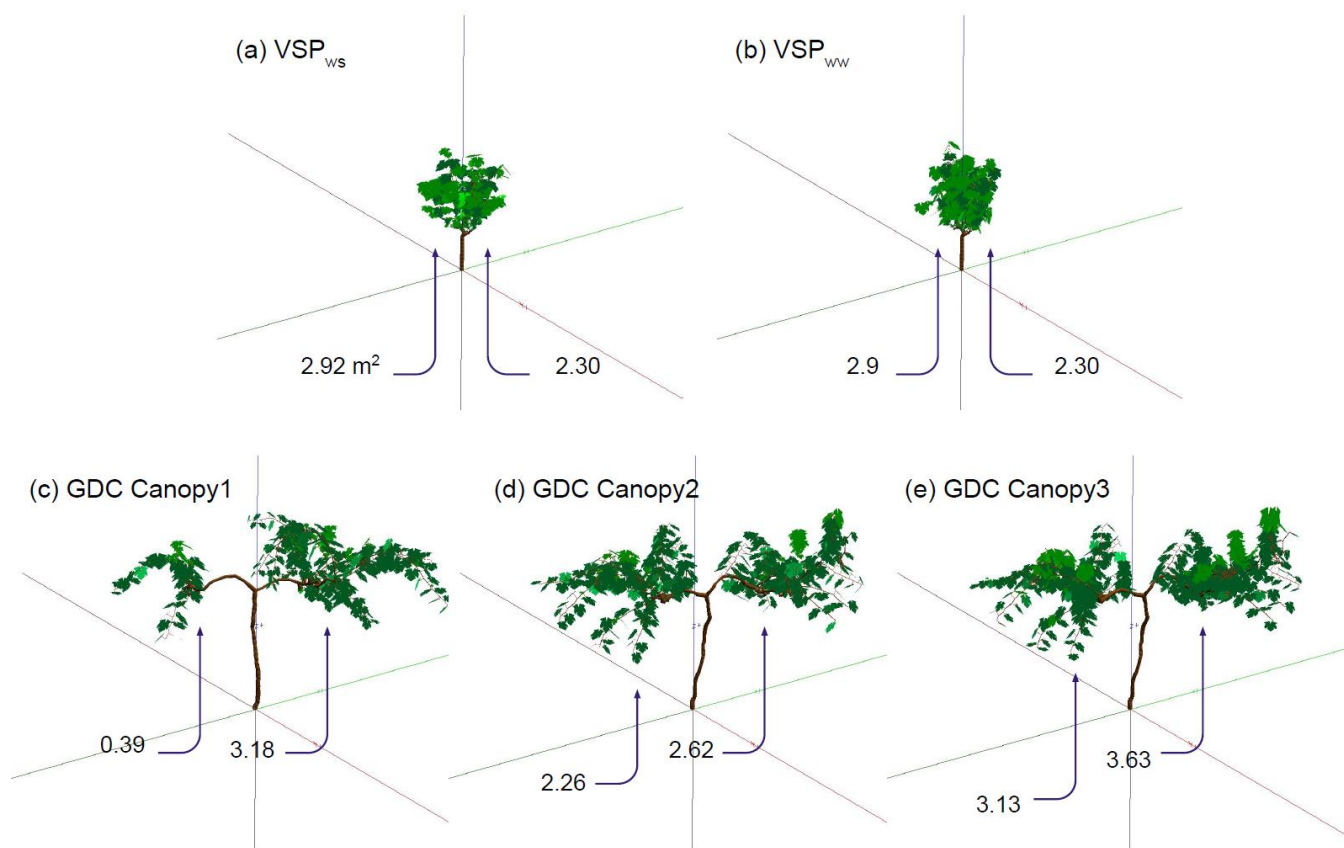 (a) VSPws
(b) VSPww
2.92 m²
2.30
2.9
2.30
(c) GDC Canopy1
(d) GDC Canopy2
(e) GDC Canopy3
0.39
3.18
2.26
2.62
3.13
3.63